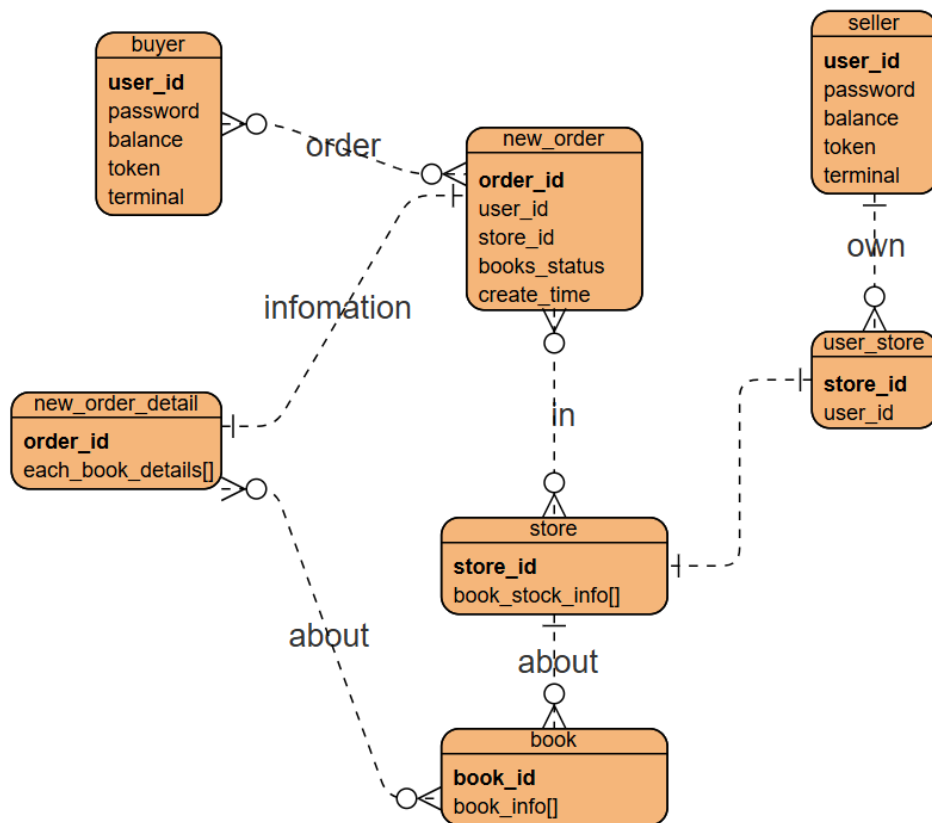 buyer
user_id
password
balance
token
terminal
seller
user_id
password
balance
token
terminal
order
new_order
order_id
user_id
store_id
books_status
create_time
own
infomation
user_store
store_id
user_id
new_order_detail
order_id
each_book_details[]
in
store
store_id
book_stock_info[]
about
about
book
book_id
book_info[]